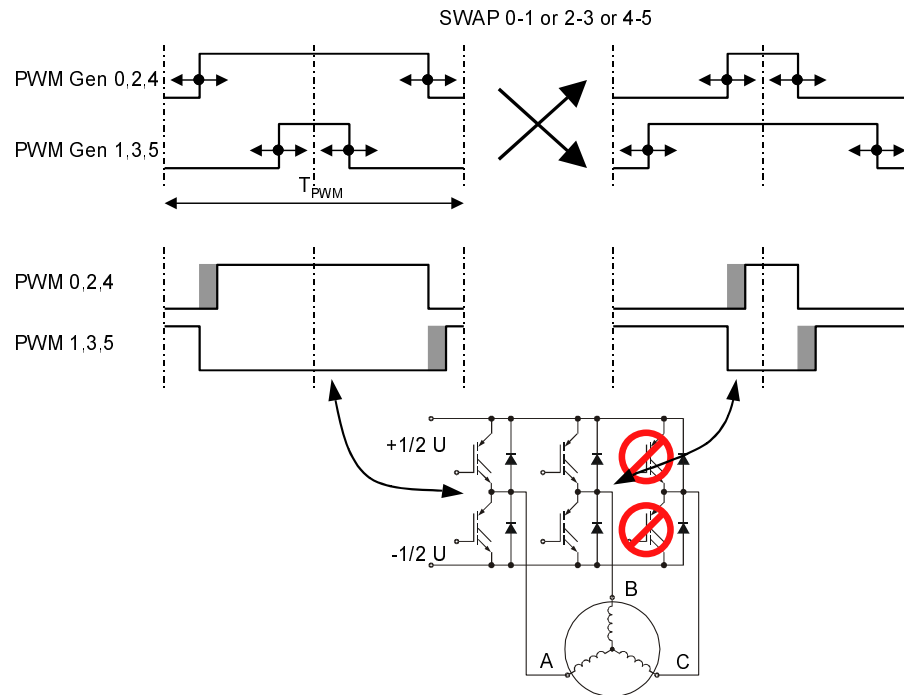 SWAP 0-1 or 2-3 or 4-5
PWM Gen 0,2,4
PWM Gen 1,3,5
TPWM
PWM 0,2,4
PWM 1,3,5
+1/2 U
-1/2 U
B
A
C